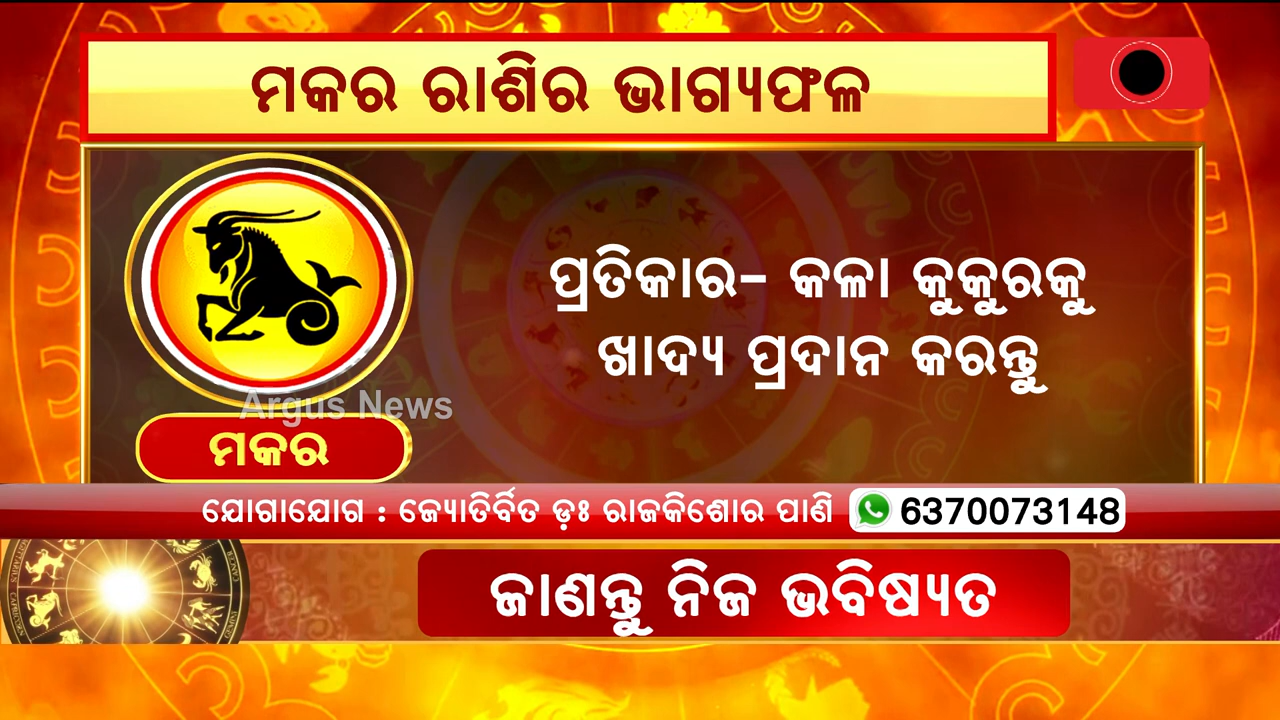 ମକର ରାଶିର ଭାଗ୍ୟଫଳ
ପ୍ରତିକାର- କଳା କୁକୁରକୁ
ଖାଦ୍ୟ ପ୍ରଦାନ କରନ୍ତୁ
Argus News
ମକର
ଯୋଗାଯୋଗ : ଜ୍ୟୋତିର୍ବିତ ଡ଼ଃ ରାଜକିଶୋର ପାଣି 6370073148
ଜାଣନ୍ତୁ ନିଜ ଭବିଷ୍ୟତ